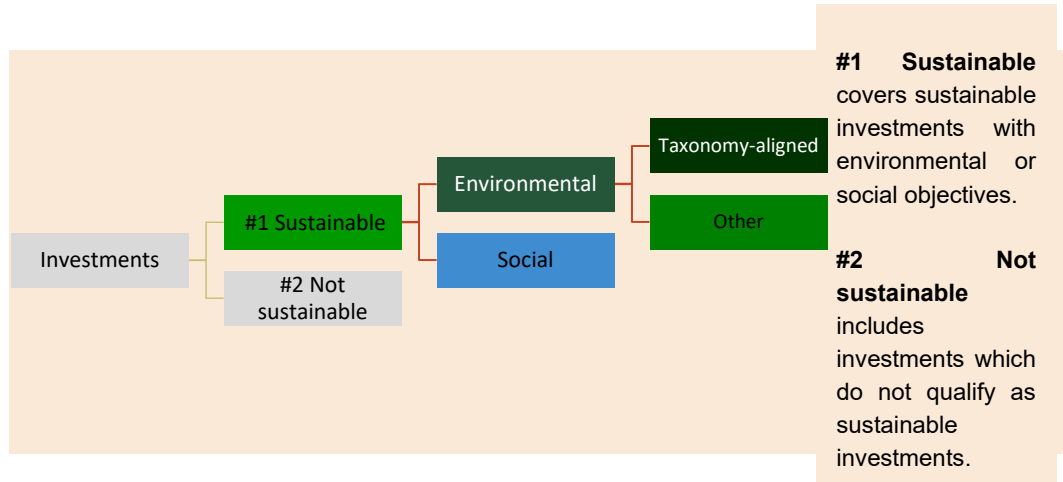 Investments
#1 Sustainable
#2 Not
sustainable
Environmental
Social
Taxonomy-aligned
Other
#1 Sustainable
covers sustainable
investments with
environmental or
social objectives.
#2 Not
sustainable
includes
investments which
do not qualify as
sustainable
investments.